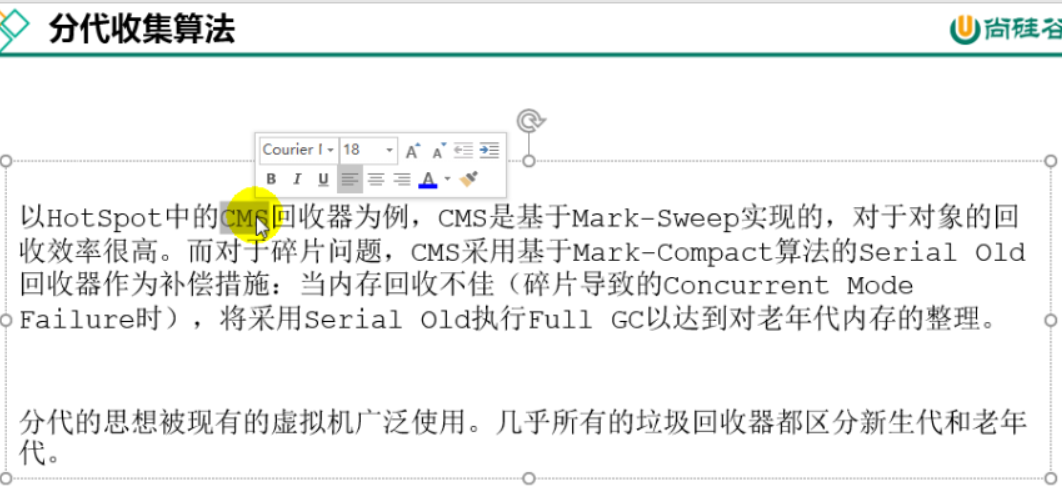 分代收集算法
尚硅谷
Courier
18
B I U A
以HotSpot中的CMS回收器为例，CMS是基于Mark-Sweep实现的，对于对象的回
收效率很高。而对于碎片问题，CMS采用基于Mark-Compact算法的Serial Old
回收器作为补偿措施：当内存回收不佳（碎片导致的Concurrent Mode
Failure时），将采用Serial Old执行Full GC以达到对老年代内存的整理。
分代的思想被现有的虚拟机广泛使用。几乎所有的垃圾回收器都区分新生代和老年
代。